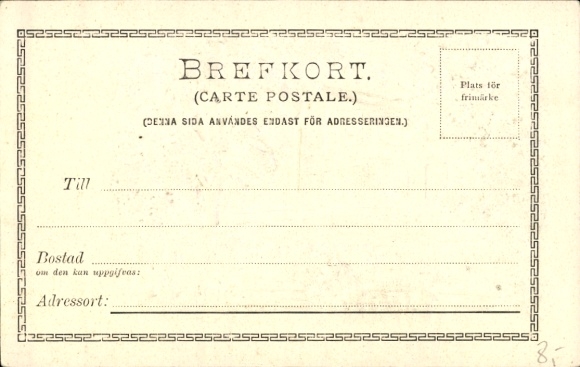 BREFKORT.
(CARTE POSTALE.)
(DENNA SIDA ANVÄNDES ENDAST FÖR ADRESSERINGEN.)
Plats för
frimärke
Till
Bostad
om den kan uppgifvas:
Adressort:
8,-